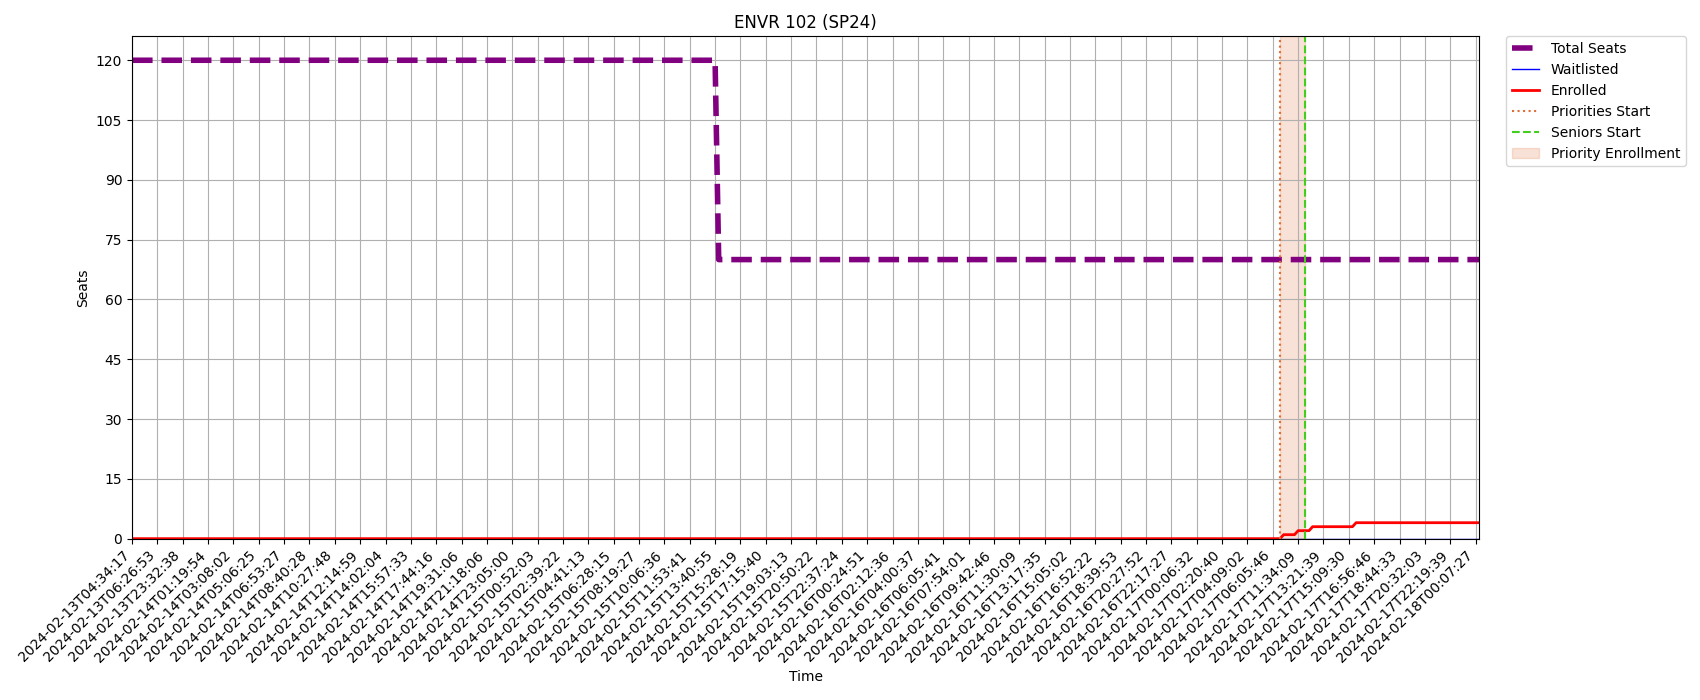 ENVR 102 (SP24)
Total Seats
Waitlisted
Enrolled
Priorities Start
Seniors Start
Priority Enrollment
120
105
90
75
60
45
30
15
0
Seats
2024-02-13T04:34:17
2024-02-13T06:26:53
2024-02-13T23:32:38
2024-02-14T01:19:54
2024-02-14T03:08:02
2024-02-14T05:06:25
2024-02-14T06:53:27
2024-02-14T08:40:28
2024-02-14T10:27:48
2024-02-14T12:14:59
2024-02-14T14:02:04
2024-02-14T15:57:33
2024-02-14T17:44:16
2024-02-14T19:31:06
2024-02-14T21:18:06
2024-02-14T23:05:00
2024-02-15T00:52:03
2024-02-15T02:39:22
2024-02-15T04:41:13
2024-02-15T06:28:15
2024-02-15T08:19:27
2024-02-15T10:06:36
2024-02-15T11:53:41
2024-02-15T13:40:55
2024-02-15T15:28:19
2024-02-15T17:15:40
2024-02-15T19:03:13
2024-02-15T20:50:22
2024-02-15T22:37:24
2024-02-16T00:24:51
2024-02-16T02:12:36
2024-02-16T04:00:37
2024-02-16T06:05:41
2024-02-16T07:54:01
2024-02-16T09:42:46
2024-02-16T11:30:09
2024-02-16T13:17:35
2024-02-16T15:05:02
2024-02-16T16:52:22
2024-02-16T18:39:53
2024-02-16T20:27:52
2024-02-16T22:17:27
2024-02-17T00:06:32
2024-02-17T02:20:40
2024-02-17T04:09:02
2024-02-17T06:05:46
2024-02-17T11:34:09
2024-02-17T13:21:39
2024-02-17T15:09:30
2024-02-17T16:56:46
2024-02-17T18:44:33
2024-02-17T20:32:03
2024-02-17T22:19:39
2024-02-18T00:07:27
Time